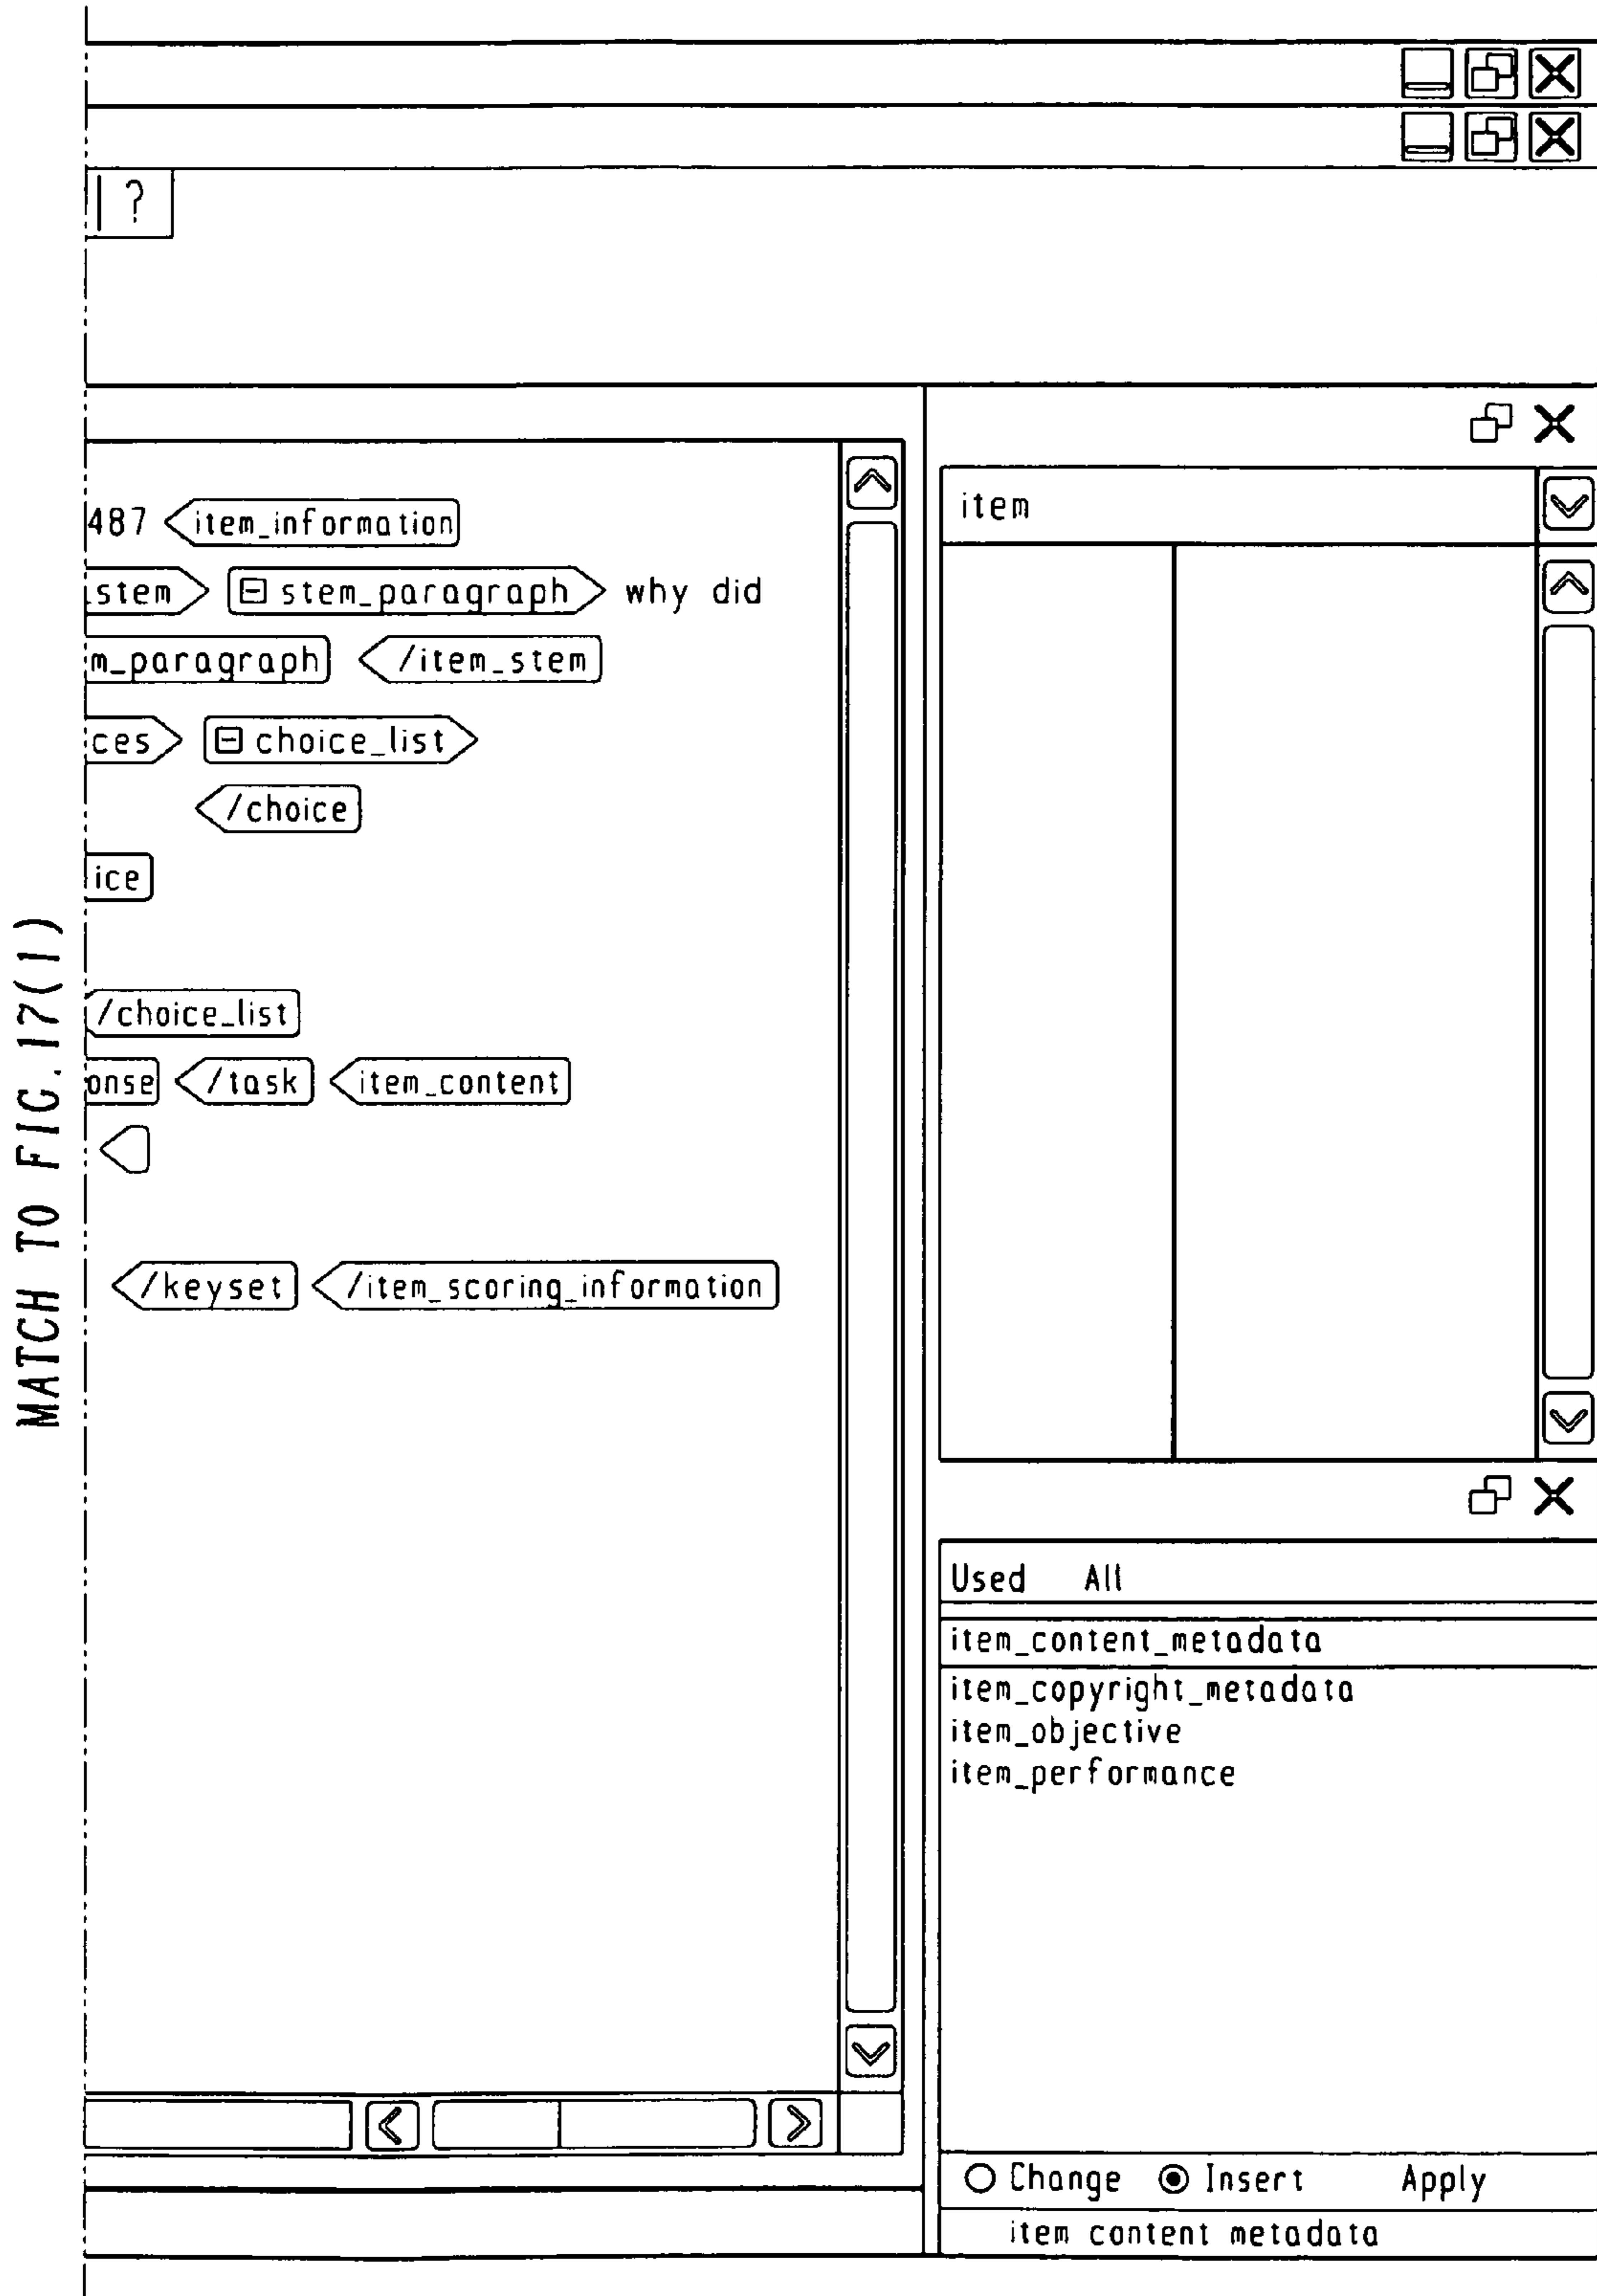 ?
487 item_information
stem stem_paragraph why did
m_paragraph /item_stem
ces choice_list
/choice
ice
/choice_list
onse /task item_content
/keyset /item_scoring_information
MATCH TO FIG.17(1)
item
Used All
item_content_metadata
item_copyright_metadata
item_objective
item_performance
Change Insert Apply
item content metadata